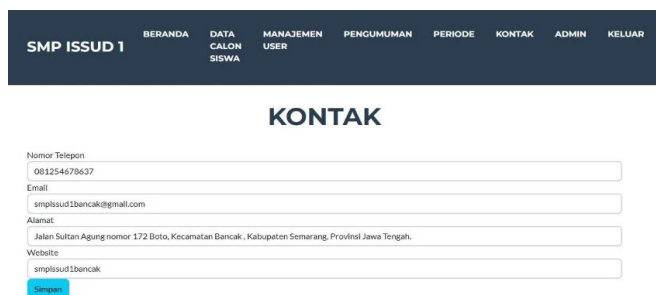 SMP ISSUD 1
BERANDA
DATA
CALON
SISWA
MANAJEMEN
USER
PENGUMUMAN
PERIODE
KONTAK
ADMIN
KELUAR
KONTAK
Nomor Telepon
081254678637
Email
smpissud1bancak@gmail.com
Alamat
Jalan Sultan Agung nomor 172 Boto, Kecamatan Bancak , Kabupaten Semarang, Provinsi Jawa Tengah.
Website
smpissud1bancak
Simpan